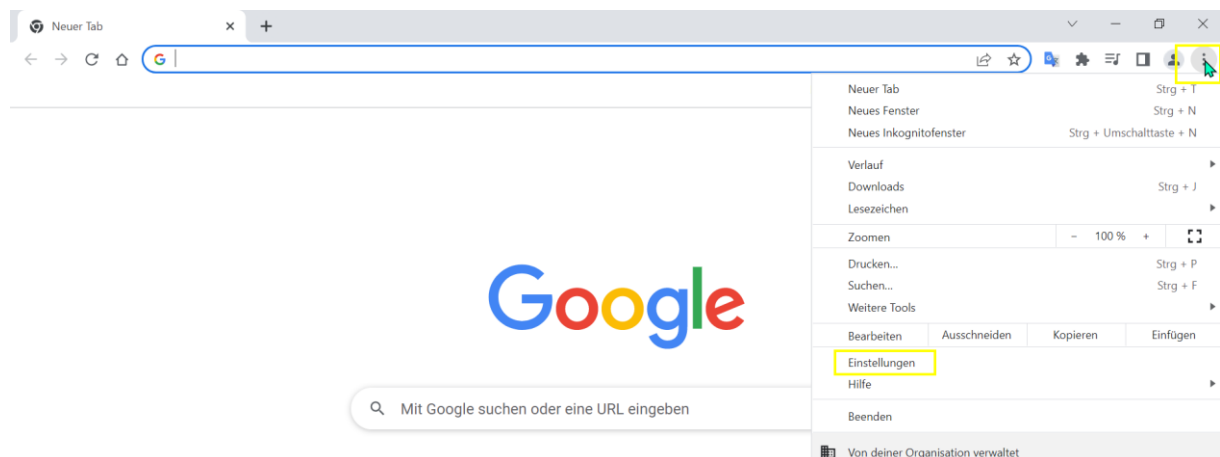 Neuer Tab
G
Neuer Tab Strg + T
Neues Fenster Strg + N
Neues Inkognitofenster Strg + Umschalttaste + N
Verlauf
Downloads Strg + J
Lesezeichen
Zoomen - 100 % +
Drucken... Strg + P
Suchen... Strg + F
Weitere Tools
Bearbeiten Ausschneiden Kopieren Einfügen
Einstellungen
Hilfe
Beenden
Von deiner Organisation verwaltet
Google
Mit Google suchen oder eine URL eingeben